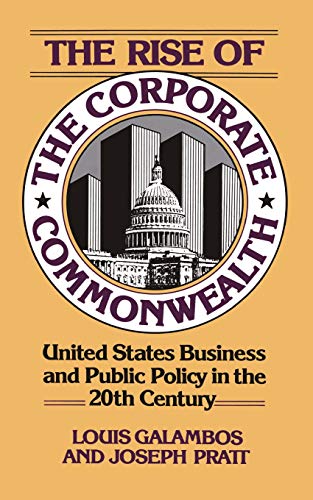 THE RISE OF
THE CORPORATE
COMMONWEALTH
United States Business
and Public Policy in the
20th Century
LOUIS GALAMBOS
AND JOSEPH PRATT